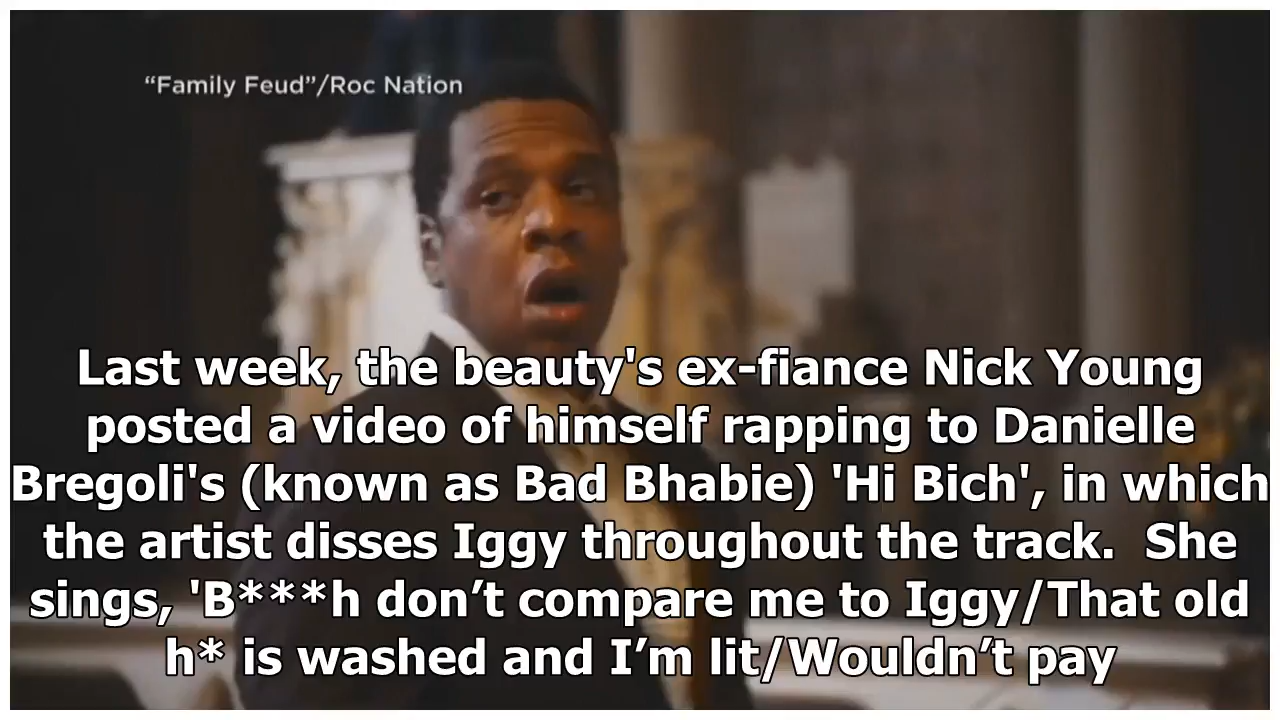 “Family Feud”/Roc Nation
Last week, the beauty's ex-fiance Nick Young
posted a video of himself rapping to Danielle
Bregoli's (known as Bad Bhabie) 'Hi Bich', in which
the artist disses Iggy throughout the track.  She
sings, 'B***h don’t compare me to Iggy/That old
h* is washed and I’m lit/Wouldn’t pay